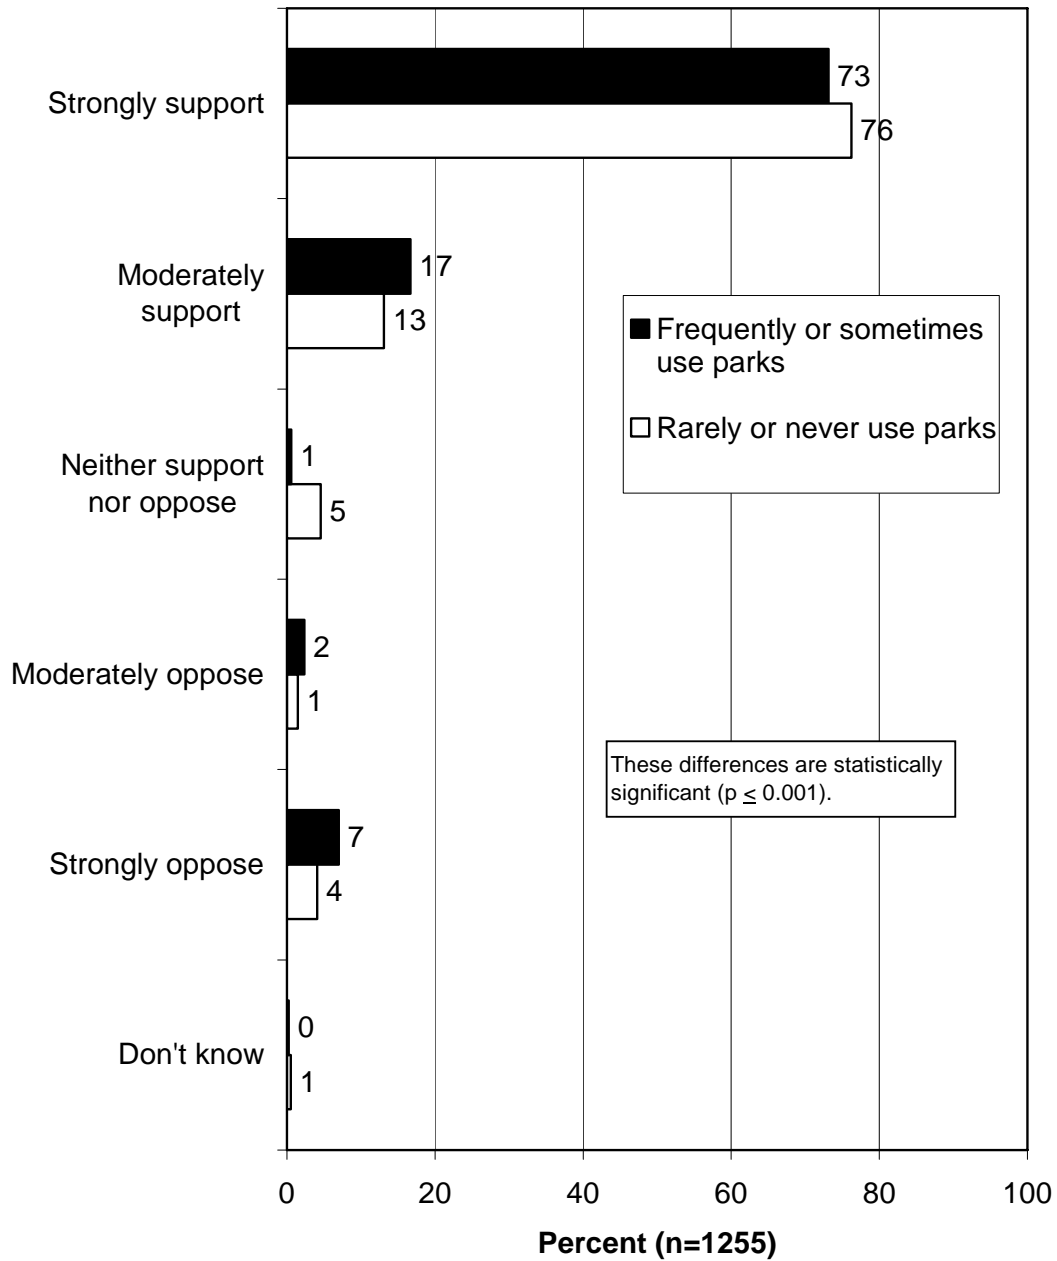 Strongly support
73
76
Moderately
support
17
13
Neither support
nor oppose
1
5
Moderately oppose
2
1
Strongly oppose
7
4
Don't know
0
1
Frequently or sometimes
use parks
Rarely or never use parks
These differences are statistically
significant (p ≤ 0.001).
0 20 40 60 80 100
Percent (n=1255)